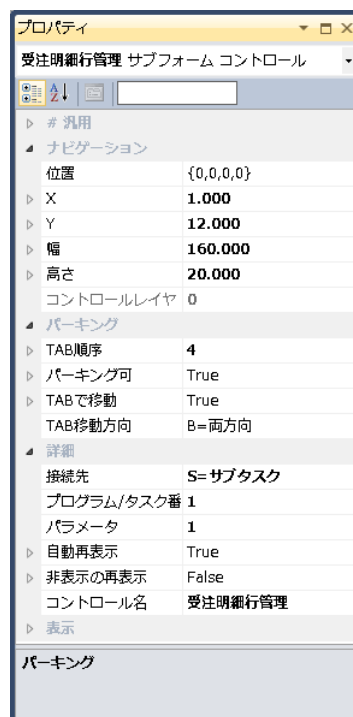 プロパティ
受注明細行管理 サブフォーム コントロール
# 汎用
ナビゲーション
位置 {0,0,0,0}
X 1.000
Y 12.000
幅 160.000
高さ 20.000
コントロールレイヤ 0
パーキング
TAB順序 4
パーキング可 True
TABで移動 True
TAB移動方向 B=両方向
詳細
接続先 S=サブタスク
プログラム/タスク番 1
パラメータ 1
自動再表示 True
非表示の再表示 False
コントロール名 受注明細行管理
表示
パーキング